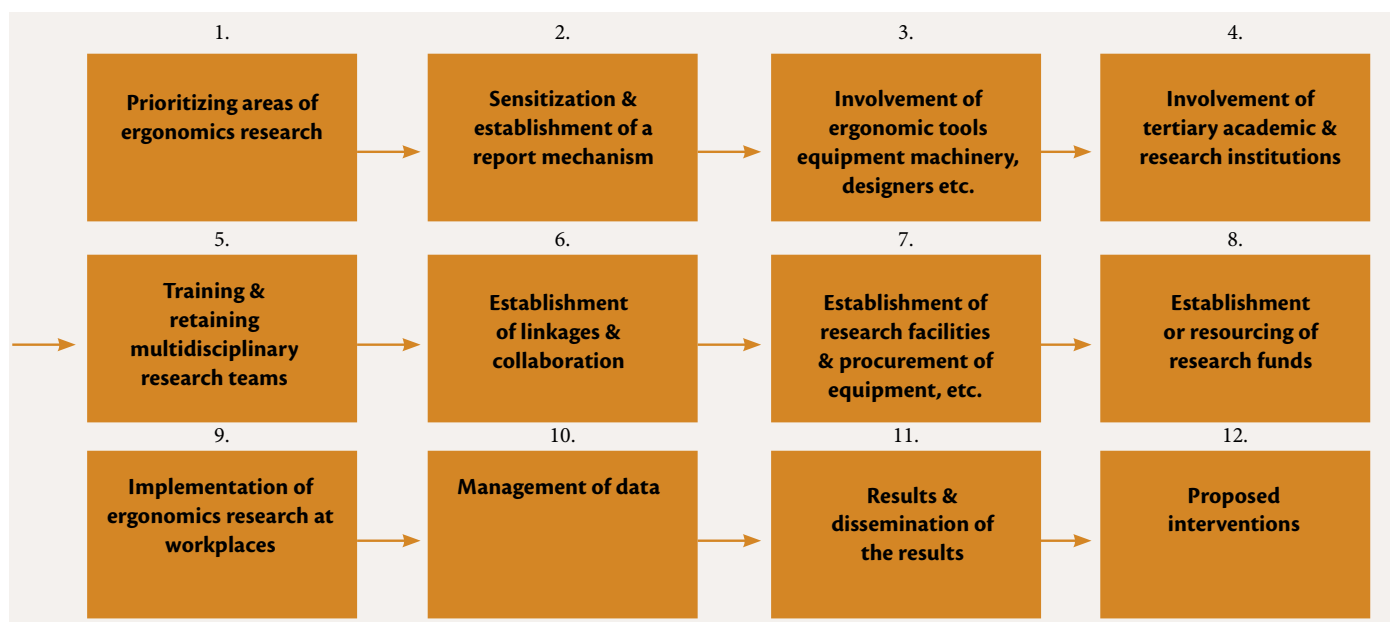 1.
Prioritizing areas of
ergonomics research
2.
Sensitization &
establishment of a
report mechanism
3.
Involvement of
ergonomic tools
equipment machinery,
designers etc.
4.
Involvement of
tertiary academic &
research institutions
5.
Training &
retaining
multidisciplinary
research teams
6.
Establishment
of linkages &
collaboration
7.
Establishment of
research facilities
& procurement of
equipment, etc.
8.
Establishment
or resourcing of
research funds
9.
Implementation of
ergonomics research at
workplaces
10.
Management of data
11.
Results &
dissemination of
the results
12.
Proposed
interventions